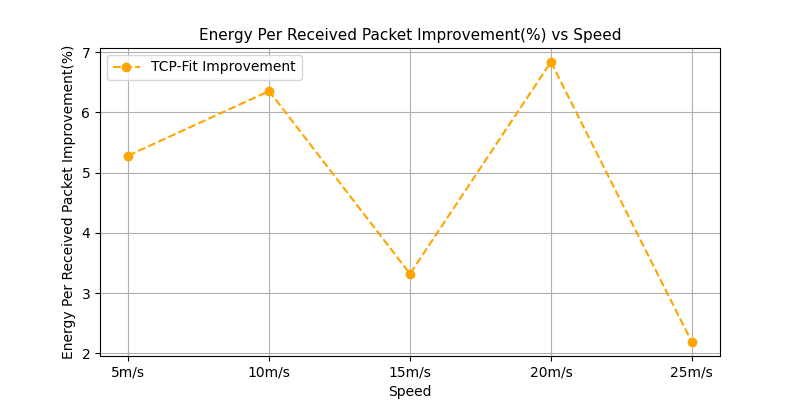 Energy Per Received Packet Improvement(%) vs Speed
TCP-Fit Improvement
Energy Per Received Packet Improvement(%)
7
6
5
4
3
2
5m/s
10m/s
15m/s
20m/s
25m/s
Speed